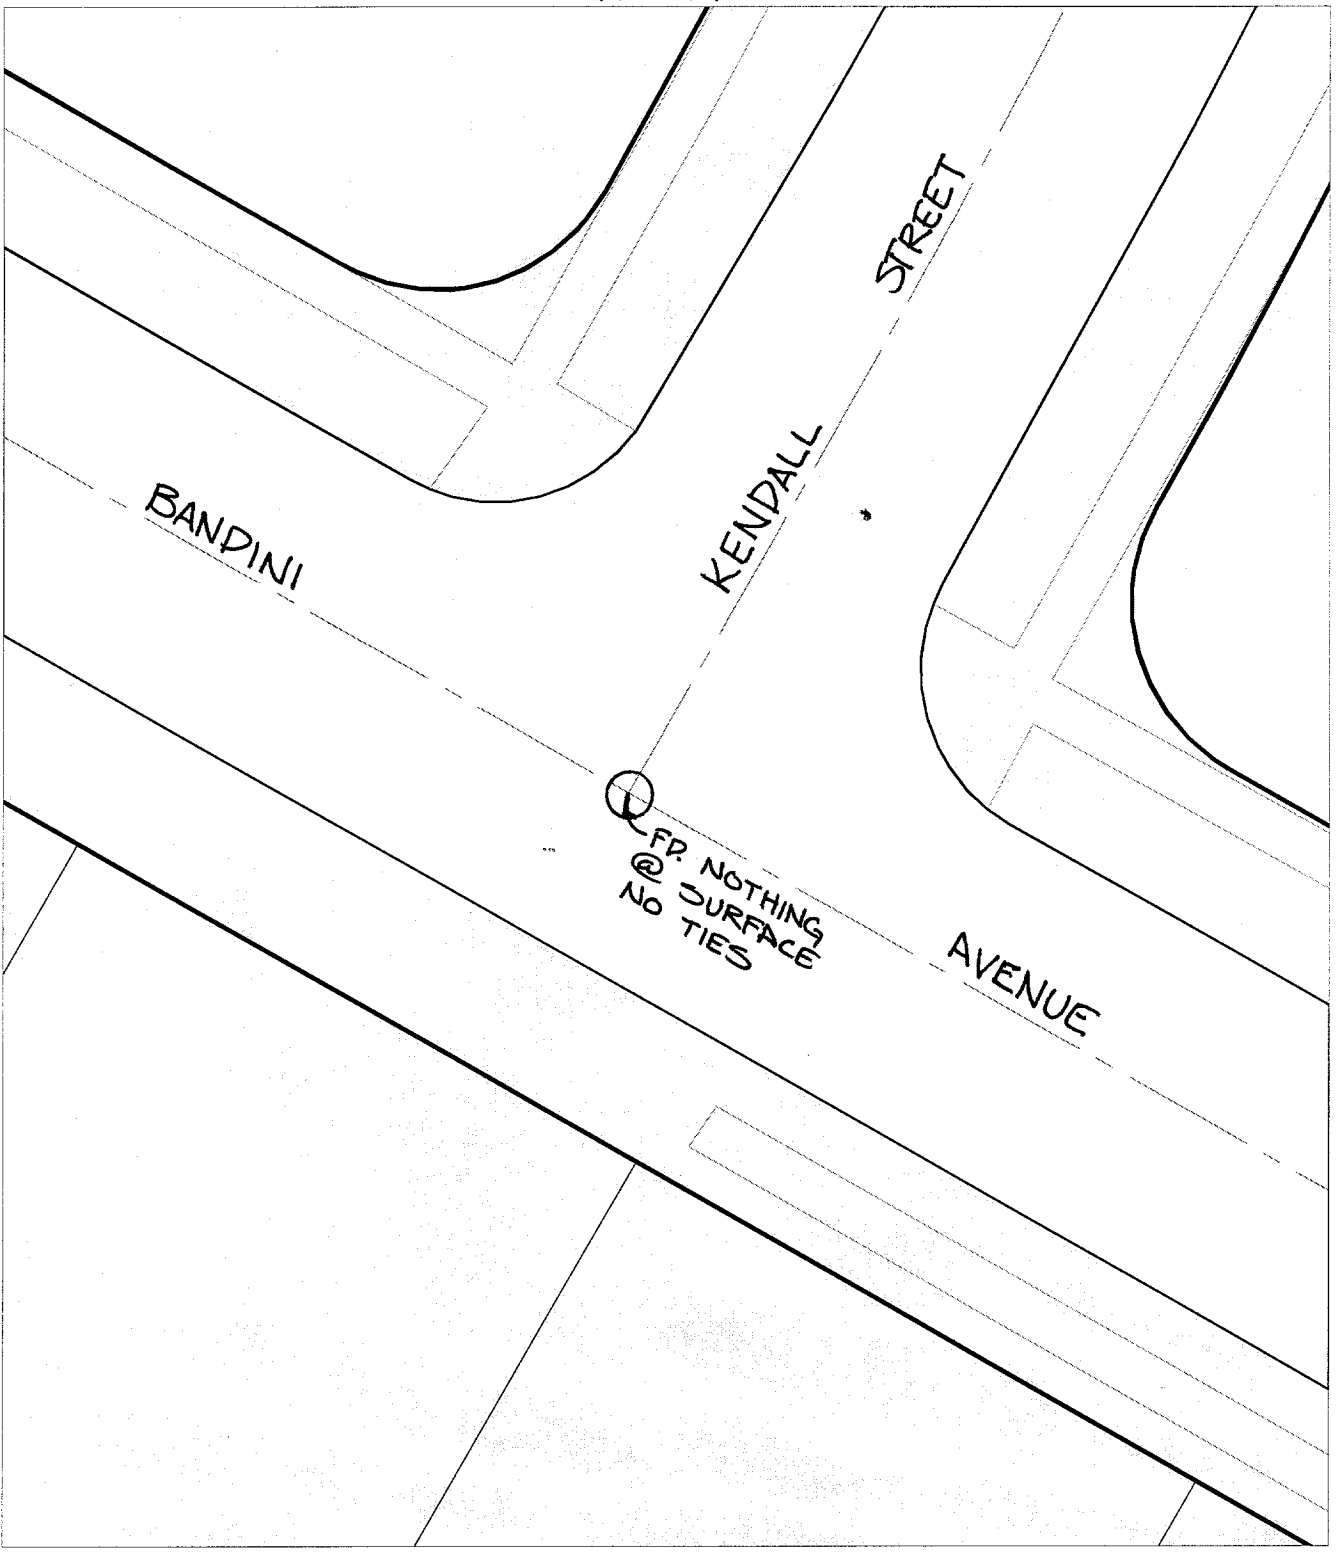 STREET
KENDALL
BANDINI
FD. NOTHING
@ SURFACE
NO TIES
AVENUE